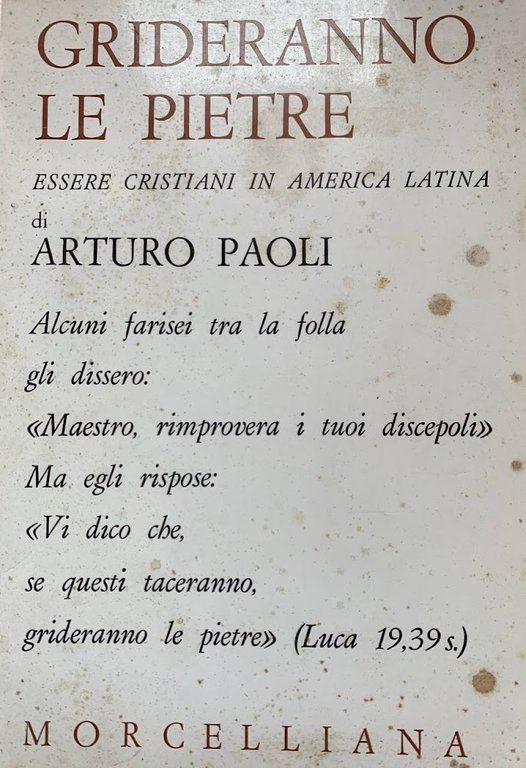 GRIDERANNO
LE PIETRE
ESSERE CRISTIANI IN AMERICA LATINA
di
ARTURO PAOLI
Alcuni farisei tra la folla
gli dissero:
«Maestro, rimprovera i tuoi discepoli»
Ma egli rispose:
«Vi dico che,
se questi taceranno,
grideranno le pietre» (Luca 19,39 s.)
MORCELLIANA